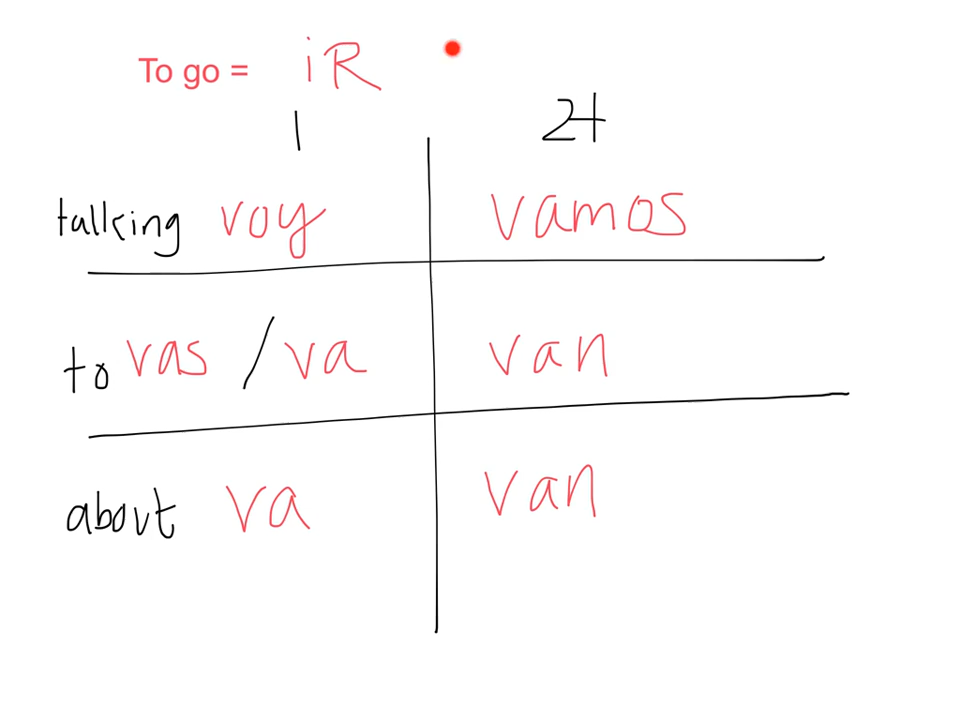 To go = iR
1 2+
talking voy vamos
to vas / va van
about va van